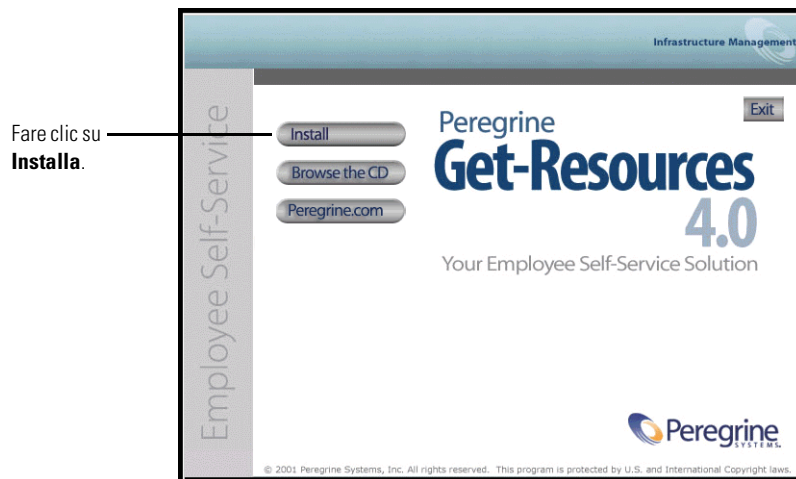 Infrastructure Management
Employee Self-Service
Fare clic su
Installa.
Install
Browse the CD
Peregrine.com
Exit
Peregrine
Get-Resources
4.0
Your Employee Self-Service Solution
Peregrine
SYSTEMS
© 2001 Peregrine Systems, Inc. All rights reserved. This program is protected by U.S. and International Copyright laws.